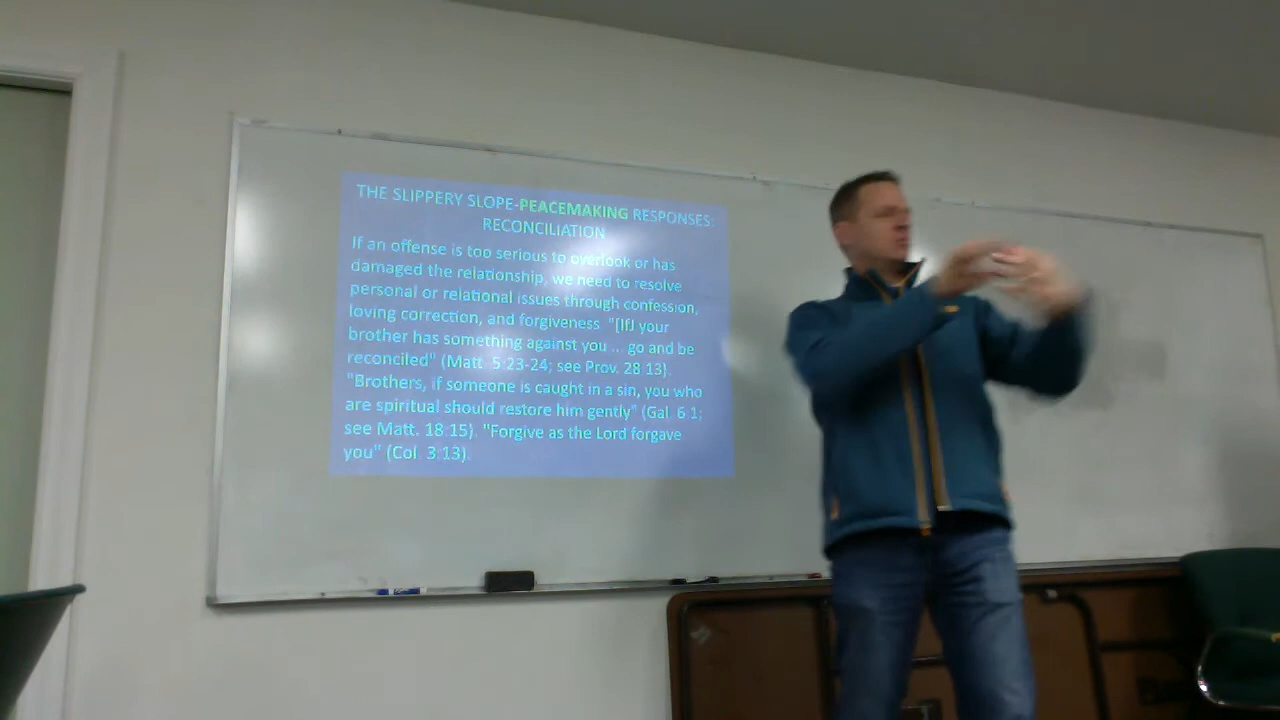 THE SLIPPERY SLOPE-PEACEMAKING RESPONSES:
RECONCILIATION
If an offense is too serious to overlook or has
damaged the relationship, we need to resolve
personal or relational issues through confession,
loving correction, and forgiveness "[If] your
brother has something against you ... go and be
reconciled" (Matt 5:23-24; see Prov. 28 13).
"Brothers, if someone is caught in a sin, you who
are spiritual should restore him gently" (Gal 6 1;
see Matt. 18:15). "Forgive as the Lord forgave
you" (Col 3:13).